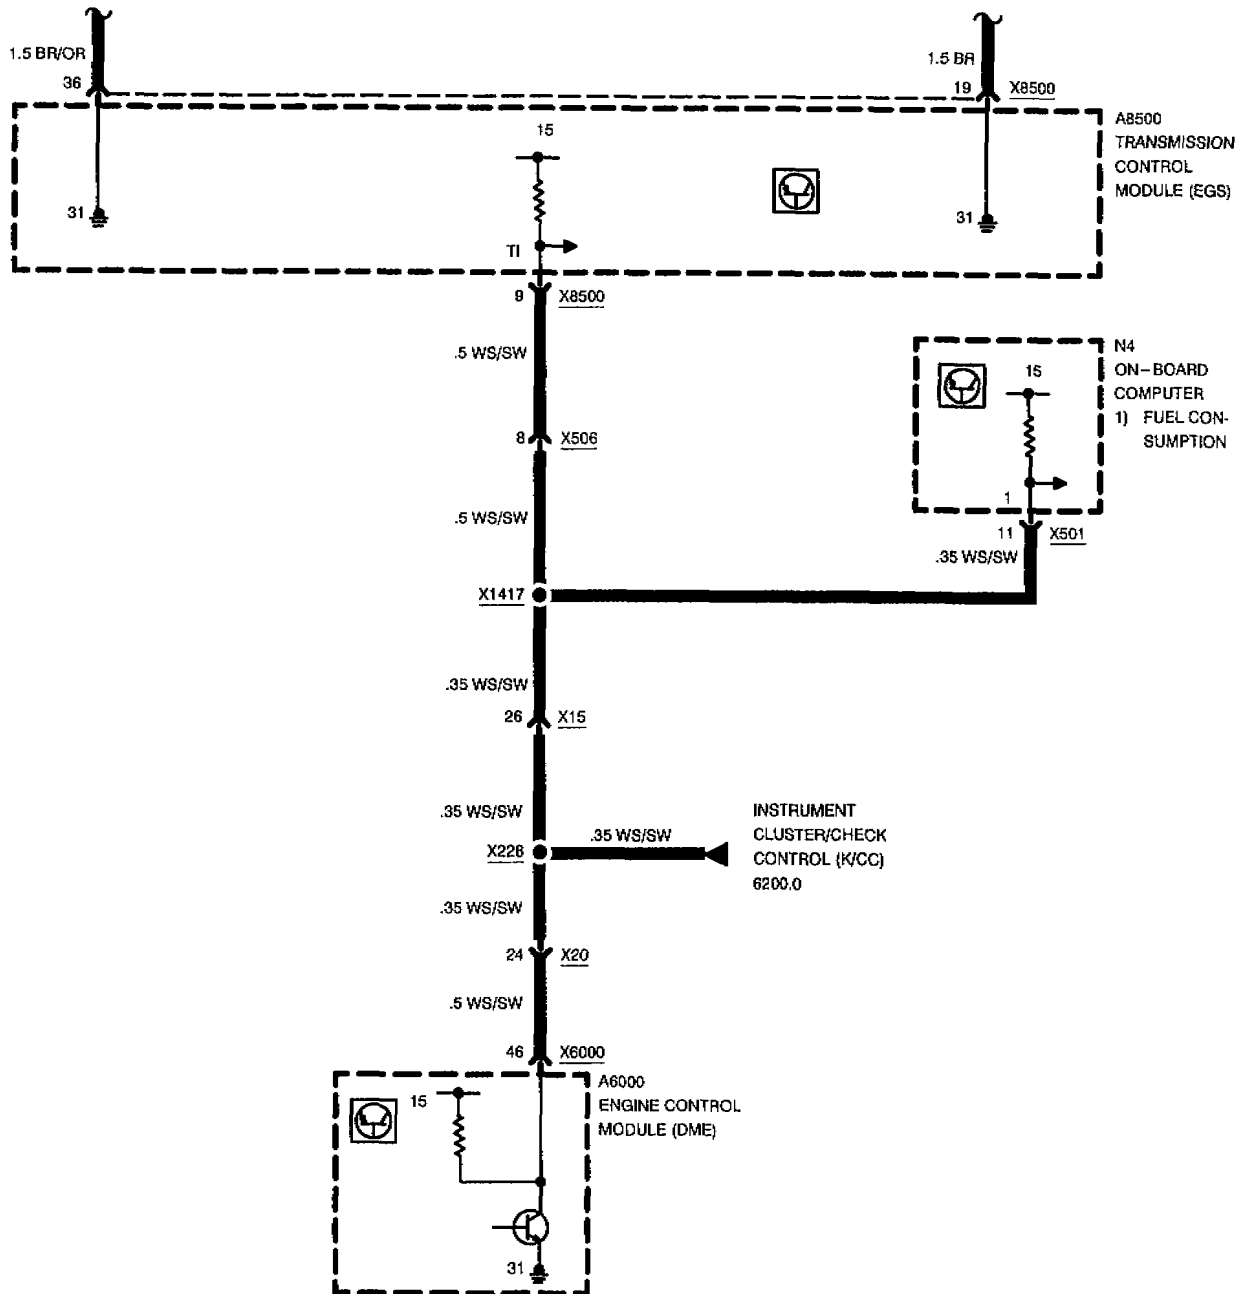 1.5 BR/OR
1.5 BR
36
19 X8500
A8500
TRANSMISSION
CONTROL
MODULE (EGS)
15
31
31
TI
9 X8500
.5 WS/SW
N4
ON-BOARD
COMPUTER
1) FUEL CON-
SUMPTION
15
8 X506
1
.5 WS/SW
11 X501
.35 WS/SW
X1417
.35 WS/SW
26 X15
.35 WS/SW
INSTRUMENT
CLUSTER/CHECK
CONTROL (K/CC)
6200.0
.35 WS/SW
X228
.35 WS/SW
24 X20
.5 WS/SW
46 X6000
A6000
ENGINE CONTROL
MODULE (DME)
15
31